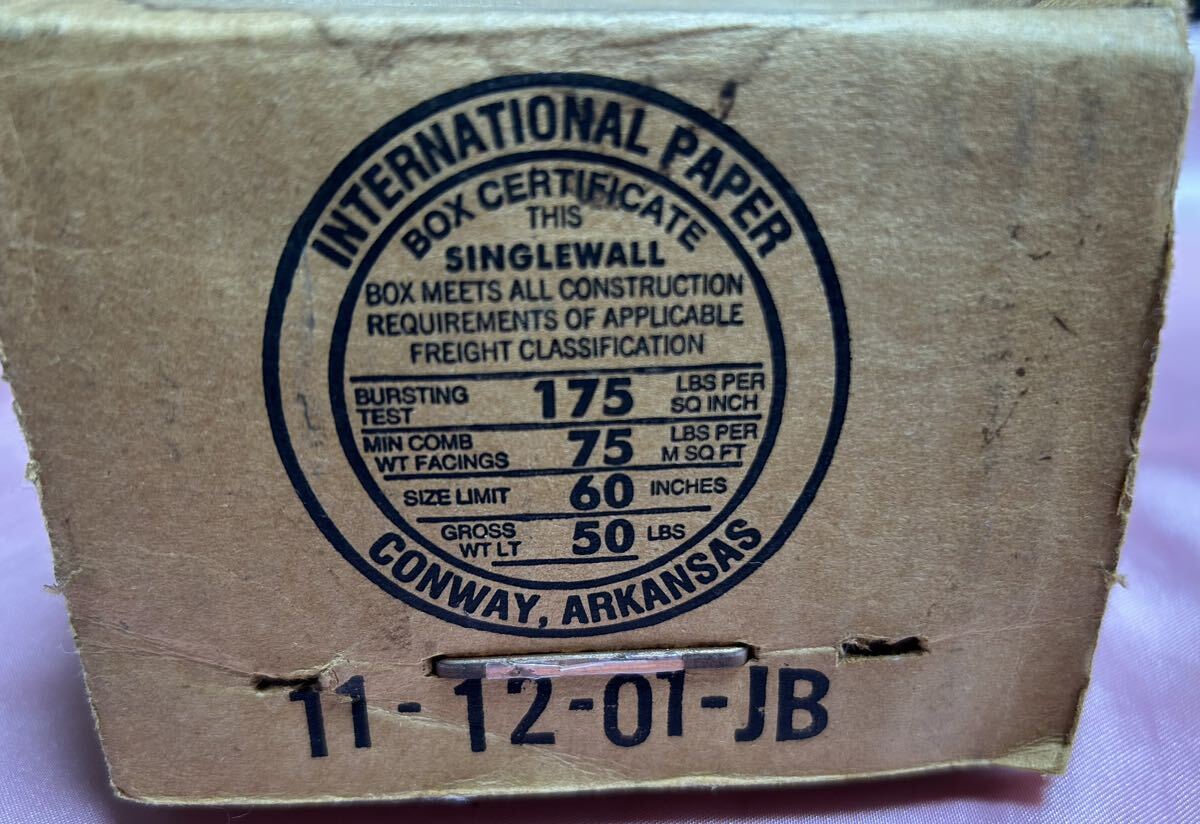 INTERNATIONAL PAPER
BOX CERTIFICATE
THIS
SINGLEWALL
BOX MEETS ALL CONSTRUCTION
REQUIREMENTS OF APPLICABLE
FREIGHT CLASSIFICATION
BURSTING TEST 175 LBS PER SQ INCH
MIN COMB WT FACINGS 75 LBS PER M SQ FT
SIZE LIMIT 60 INCHES
GROSS WT LT 50 LBS
CONWAY, ARKANSAS
11-12-01-JB